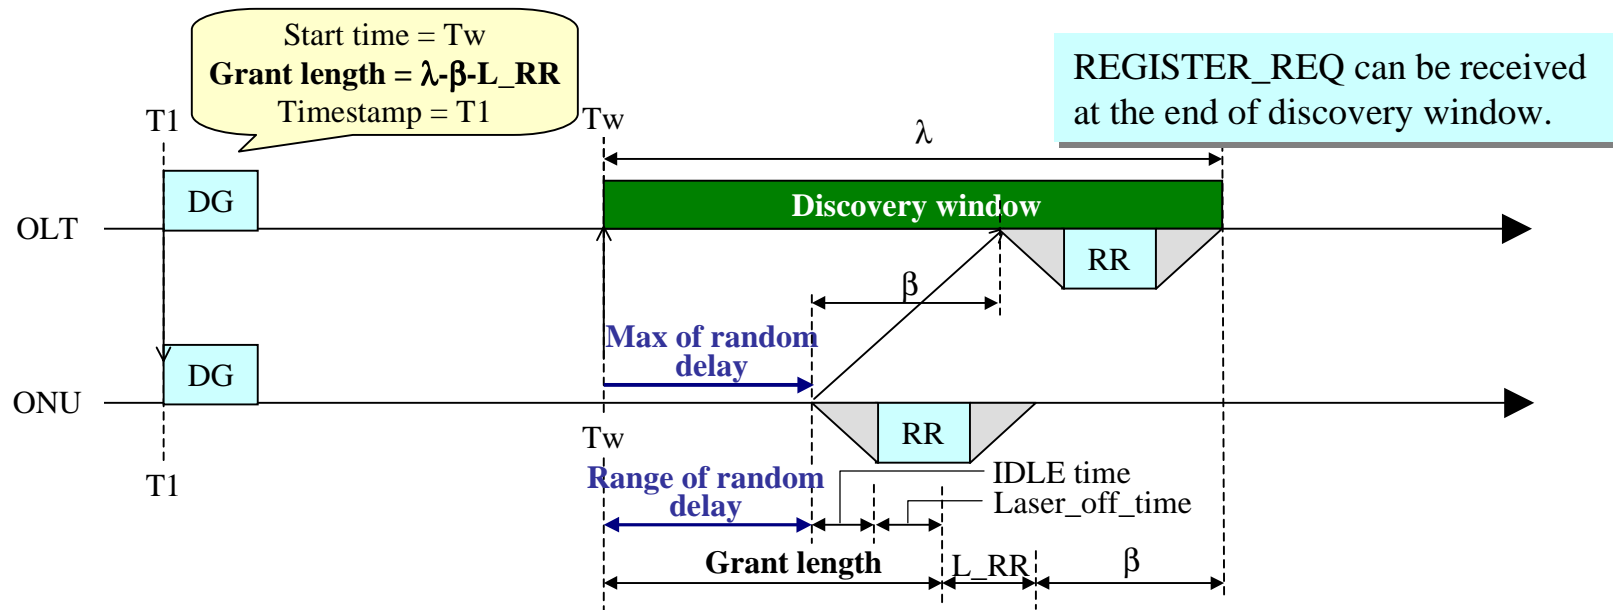 Start time = Tw
Grant length = λ-β-L_RR
Timestamp = T1
REGISTER_REQ can be received
at the end of discovery window.
T1
Tw
λ
DG
Discovery window
OLT
RR
β
Max of random
delay
DG
ONU
RR
Tw
T1
IDLE time
Range of random
delay
Laser_off_time
Grant length
L_RR
β